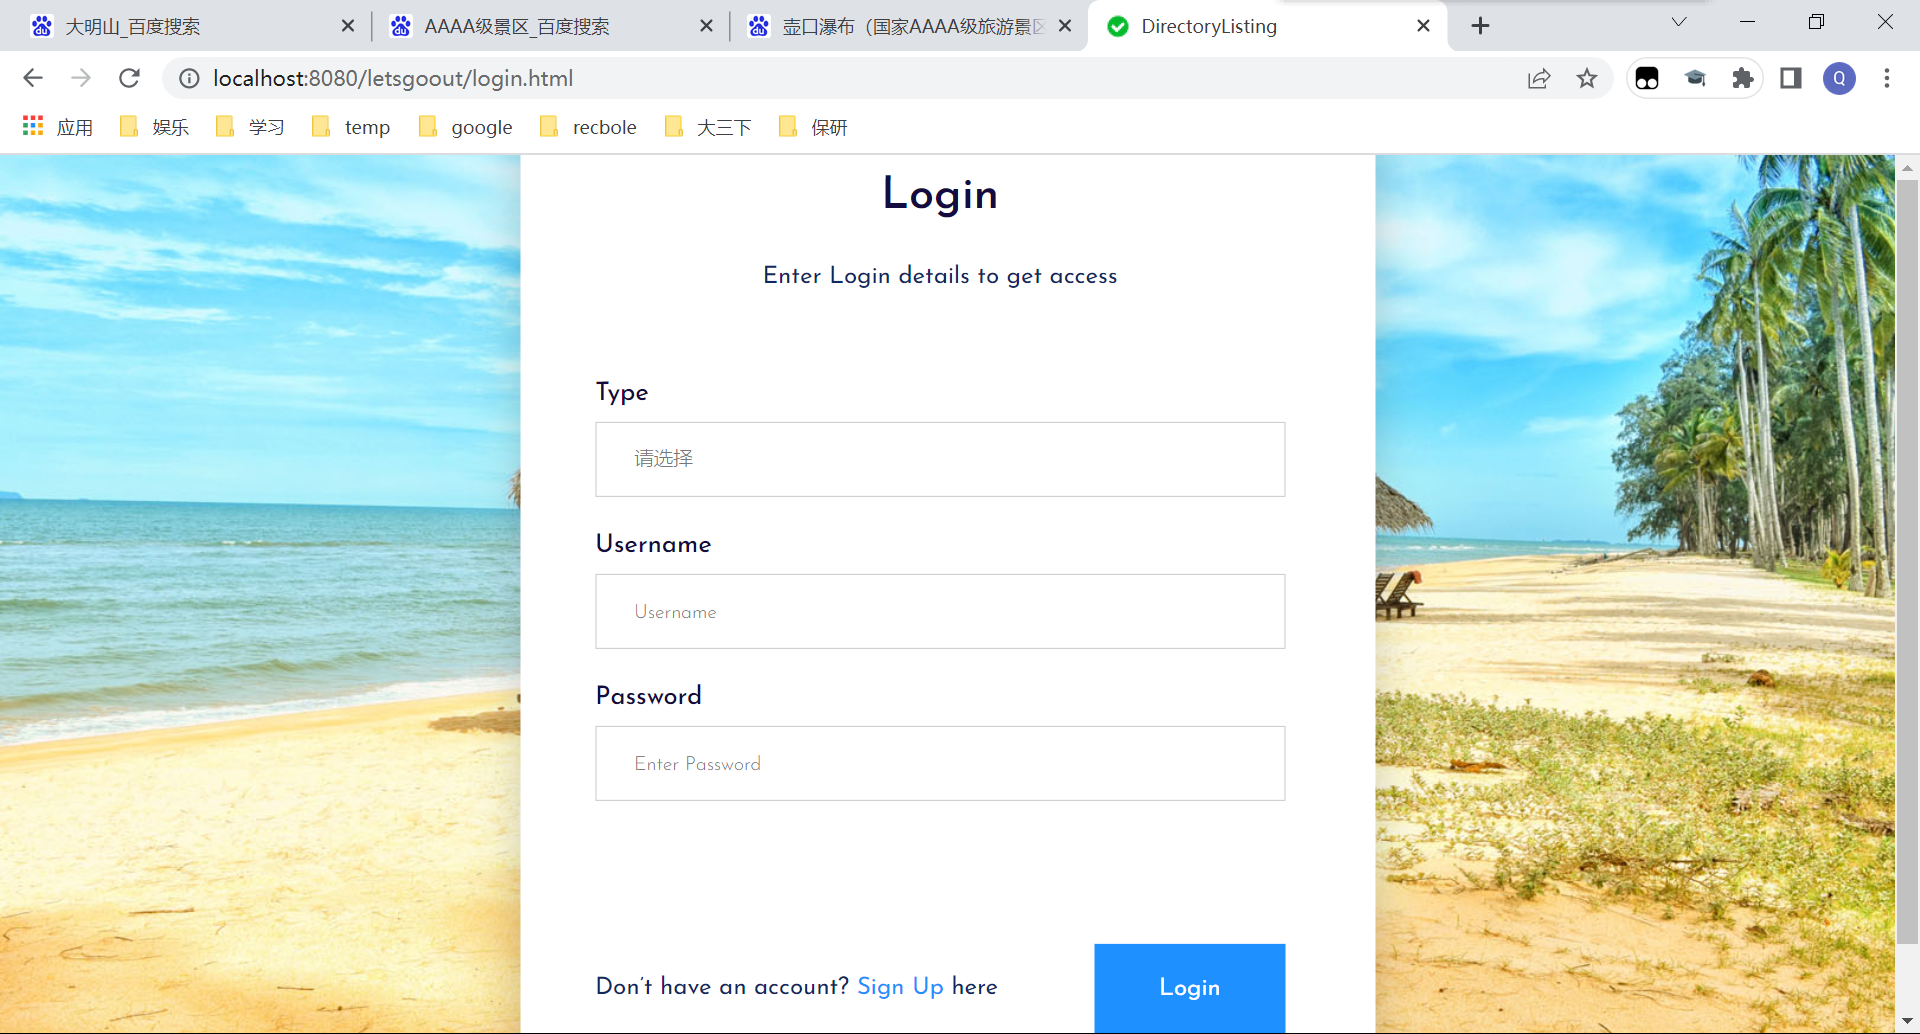 大明山_百度搜索
AAAA级景区_百度搜索
壶口瀑布（国家AAAA级旅游景区
DirectoryListing
localhost:8080/letsgoout/login.html
Q
应用
娱乐
学习
temp
google
recbole
大三下
保研
Login
Enter Login details to get access
Type
请选择
Username
Username
Password
Enter Password
Don't have an account? Sign Up here
Login